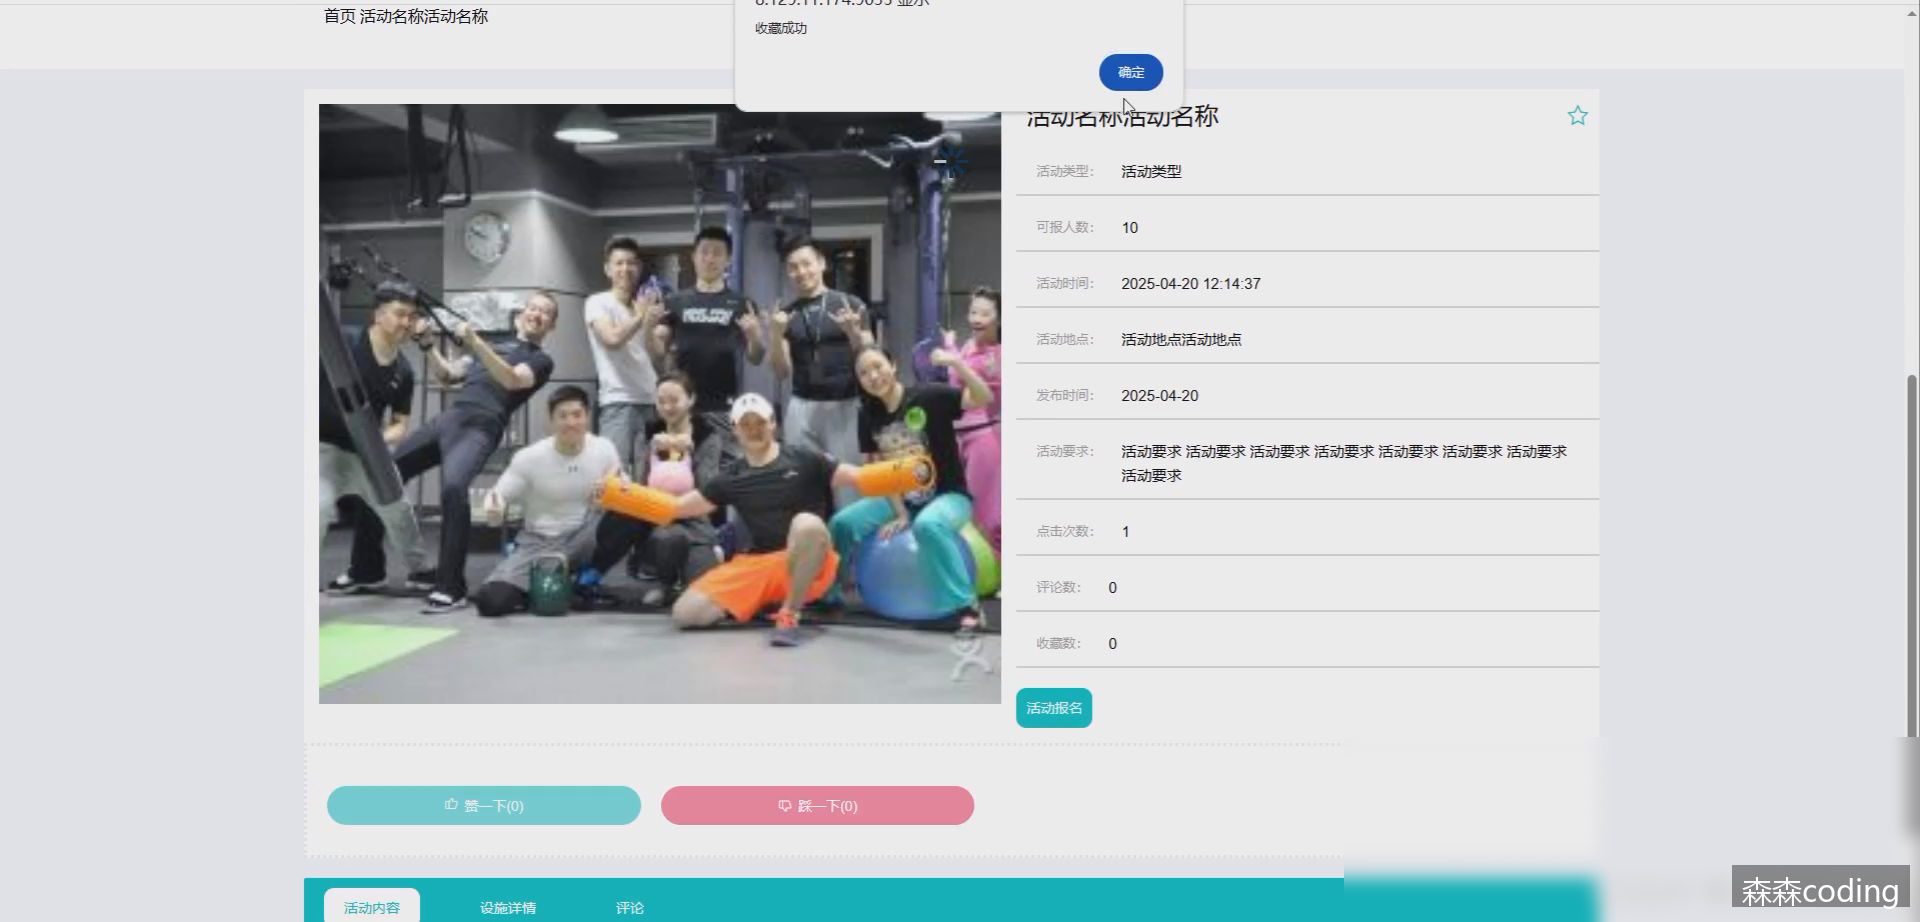 首页 活动名称活动名称
收藏成功
确定
活动名称活动名称
活动类型： 活动类型
可报人数： 10
活动时间： 2025-04-20 12:14:37
活动地点： 活动地点活动地点
发布时间： 2025-04-20
活动要求： 活动要求 活动要求 活动要求 活动要求 活动要求 活动要求 活动要求
活动要求
点击次数： 1
评论数： 0
收藏数： 0
活动报名
赞一下(0)
踩一下(0)
活动内容 设施详情 评论
森森coding